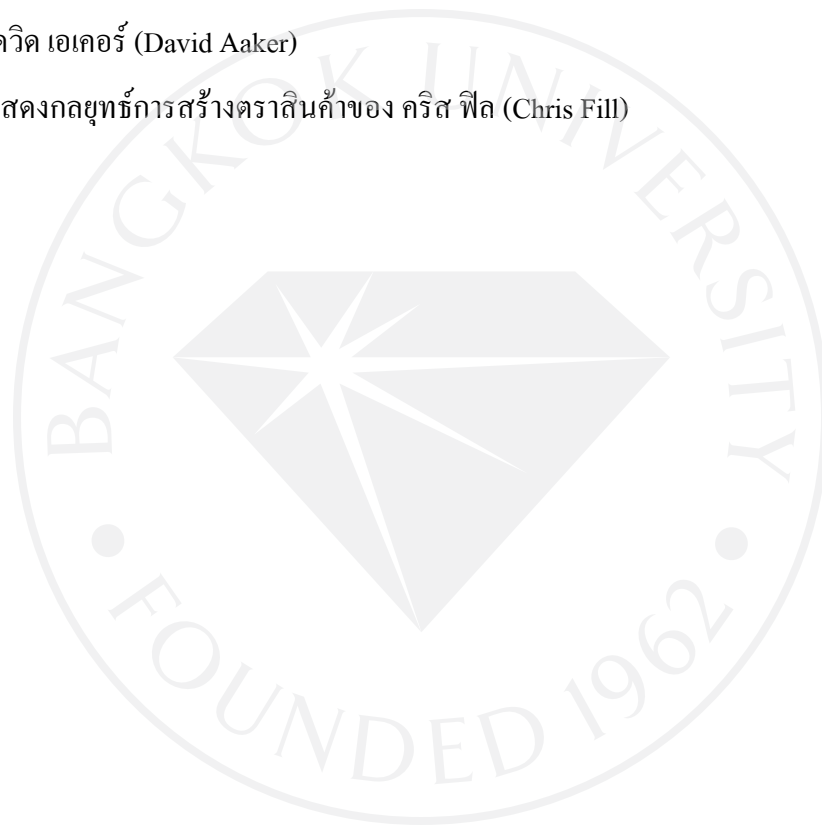 ควิด เอเคอร์ (David Aaker)
สดงกลยุทธ์การสร้างตราสินค้าของ คริส ฟิล (Chris Fill)
BANGKOK UNIVERSITY
FOUNDED 1962